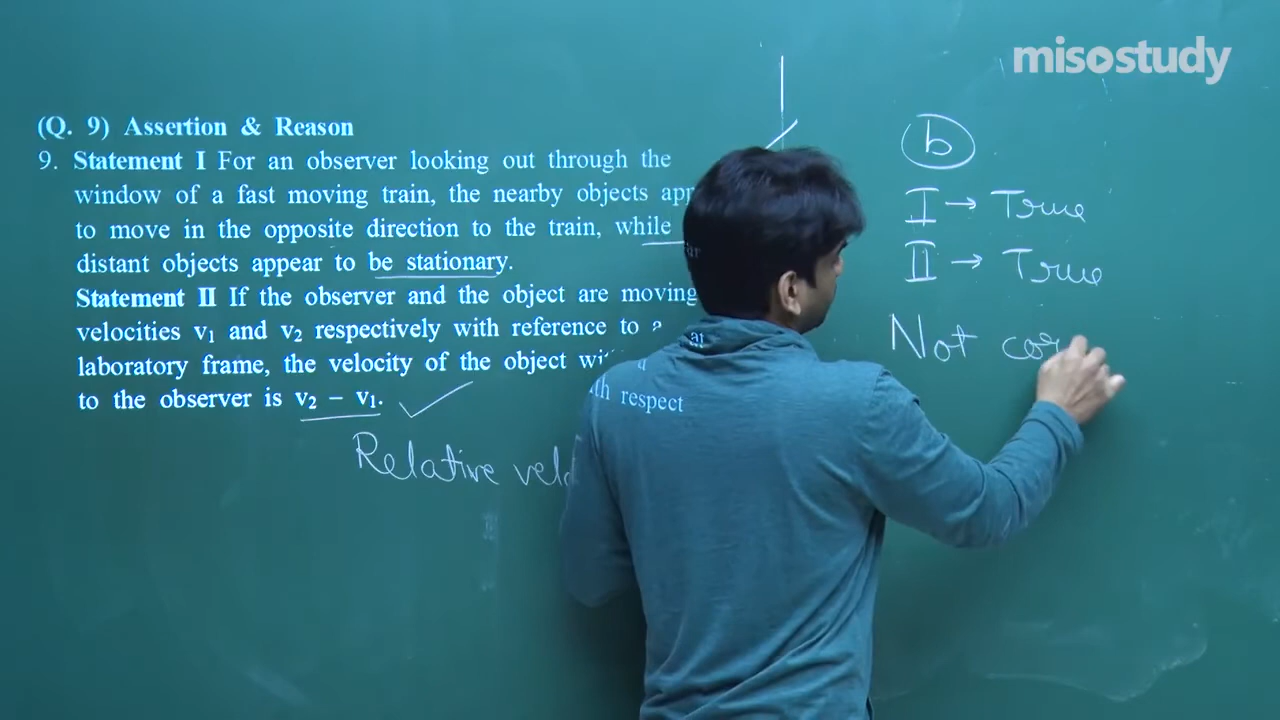 misostudy
(Q. 9) Assertion & Reason
9. Statement I For an observer looking out through the
window of a fast moving train, the nearby objects app
to move in the opposite direction to the train, while
distant objects appear to be stationary.
Statement II If the observer and the object are moving
velocities v₁ and v₂ respectively with reference to a
laboratory frame, the velocity of the object with respect
to the observer is v₂ – v₁.
Relative velo
b
I → True
II → True
Not cor